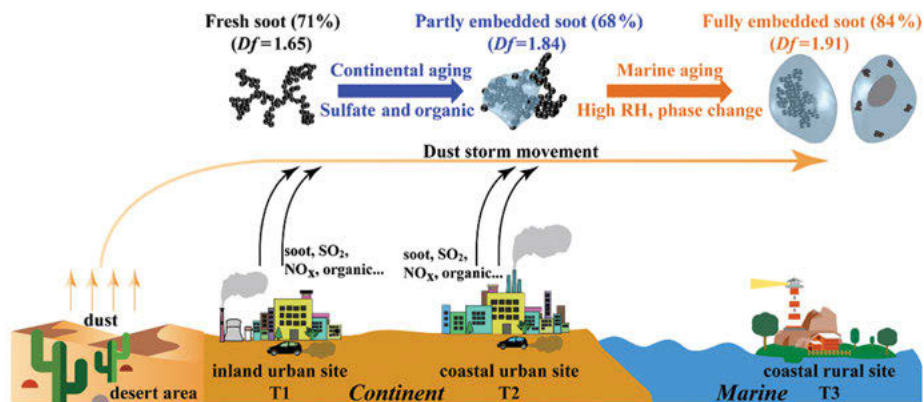 Fresh soot (71%)
(Df=1.65)
Partly embedded soot (68%)
(Df=1.84)
Fully embedded soot (84%)
(Df=1.91)
Continental aging
Sulfate and organic
Marine aging
High RH, phase change
Dust storm movement
soot, SO₂,
NOX, organic...
soot, SO₂,
NOX, organic...
dust
desert area
inland urban site
T1
Continent
coastal urban site
T2
Marine
coastal rural site
T3